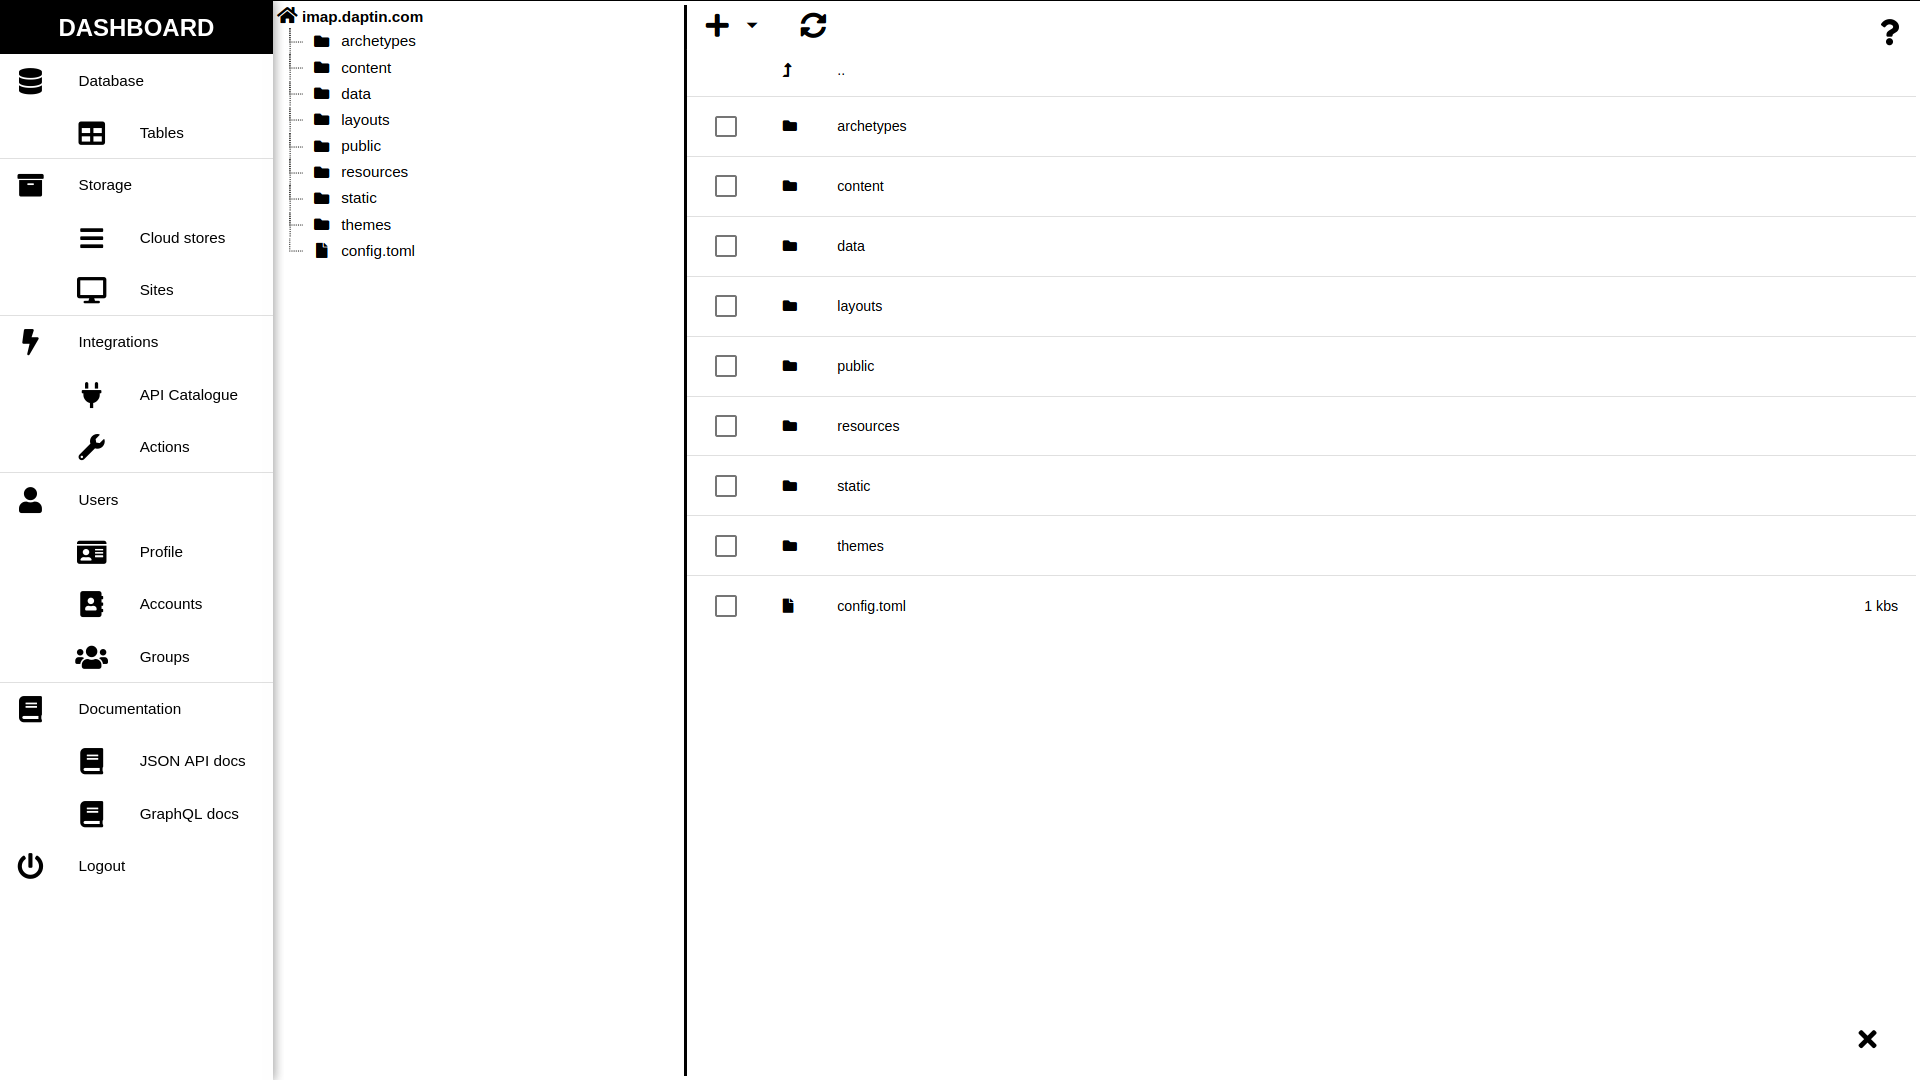 DASHBOARD
Database
Tables
Storage
Cloud stores
Sites
Integrations
API Catalogue
Actions
Users
Profile
Accounts
Groups
Documentation
JSON API docs
GraphQL docs
Logout
imap.daptin.com
archetypes
content
data
layouts
public
resources
static
themes
config.toml
..
archetypes
content
data
layouts
public
resources
static
themes
config.toml 1 kbs